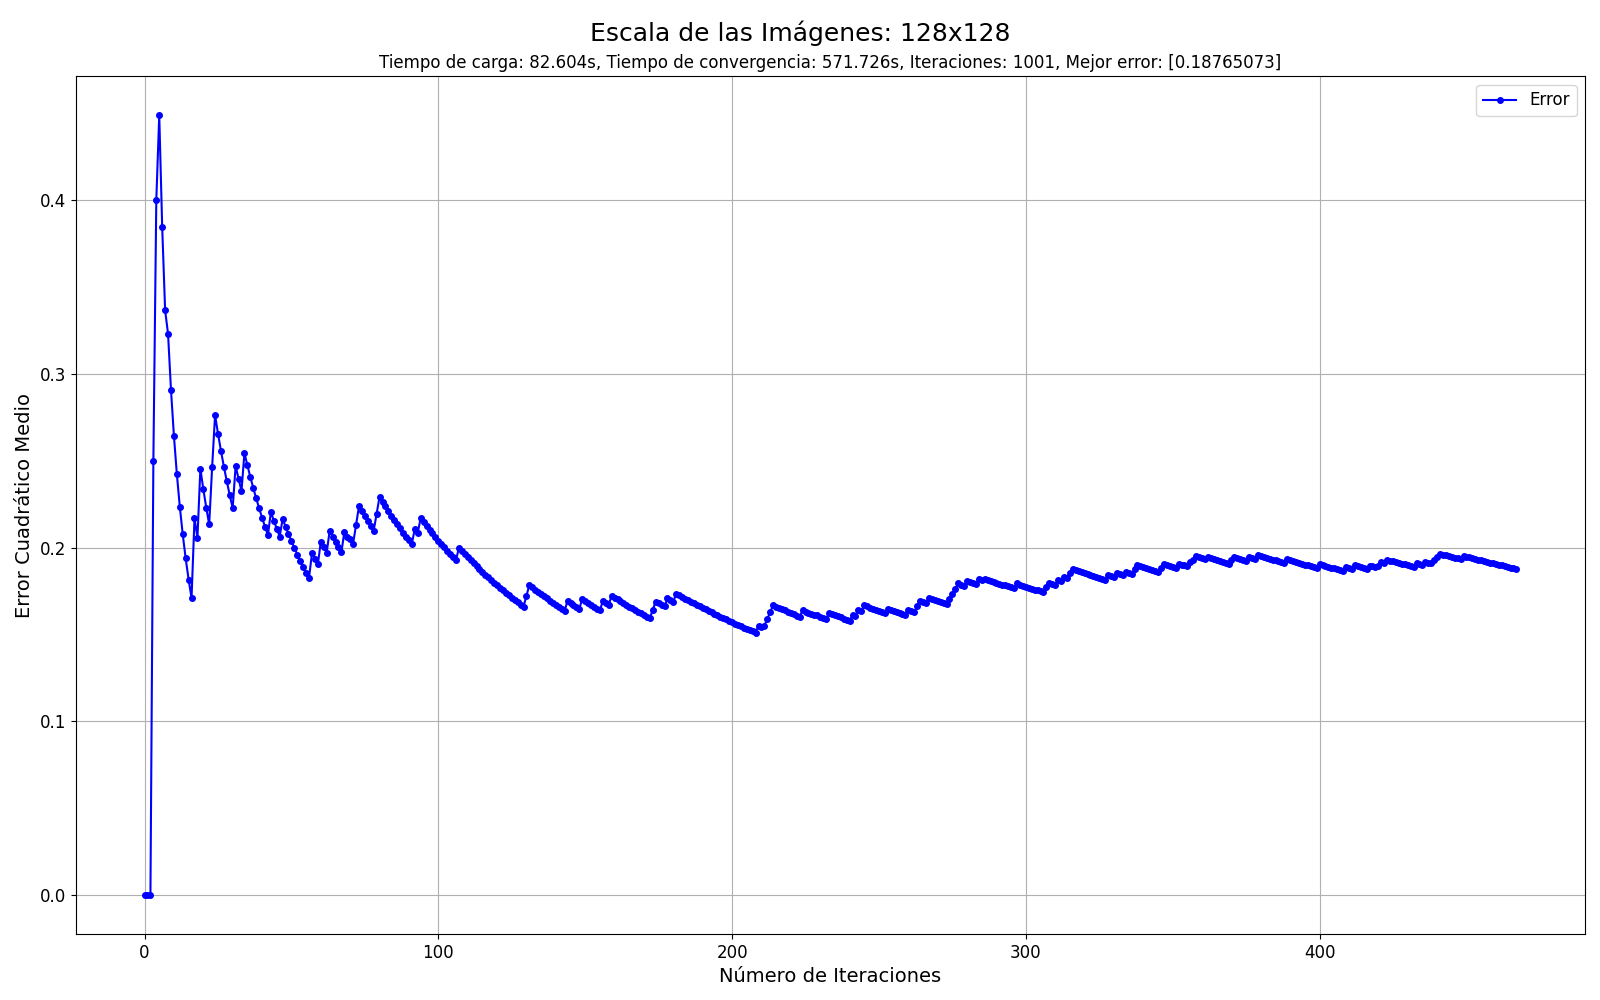 Escala de las Imágenes: 128x128
Tiempo de carga: 82.604s, Tiempo de convergencia: 571.726s, Iteraciones: 1001, Mejor error: [0.18765073]
Error
Error Cuadrático Medio
0.4
0.3
0.2
0.1
0.0
0 100 200 300 400
Número de Iteraciones